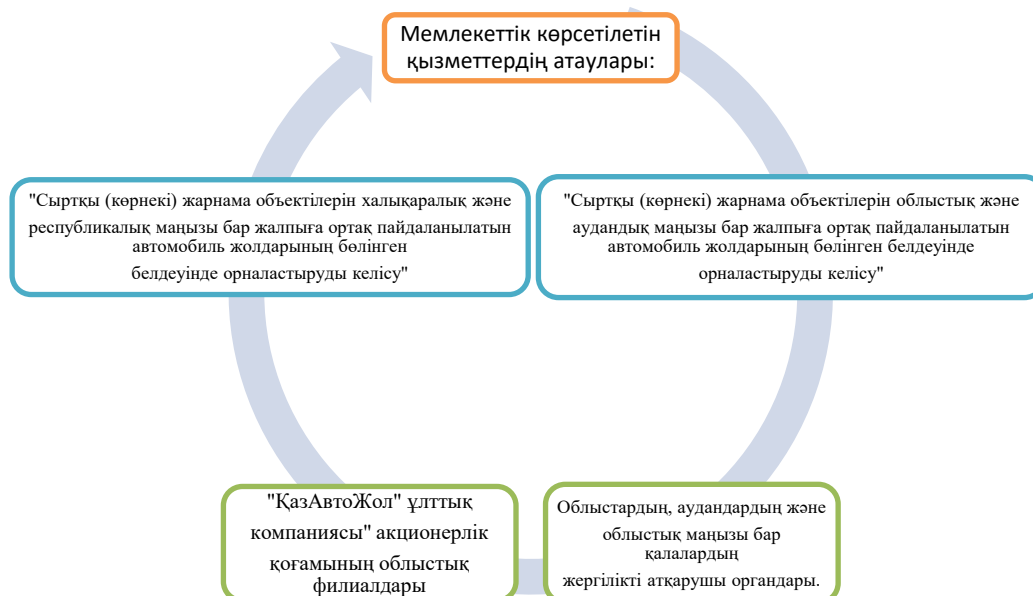 Мемлекеттік көрсетілетін
қызметтердің атаулары:
"Сыртқы (көрнекі) жарнама объектілерін халықаралық және
республикалық маңызы бар жалпыға ортақ пайдаланылатын
автомобиль жолдарының бөлінген
белдеуінде орналастыруды келісу"
"Сыртқы (көрнекі) жарнама объектілерін облыстық және
аудандық маңызы бар жалпыға ортақ пайдаланылатын
автомобиль жолдарының бөлінген белдеуінде
орналастыруды келісу"
"ҚазАвтоЖол" ұлттық
компаниясы" акционерлік
қоғамының облыстық
филиалдары
Облыстардың, аудандардың және
облыстық маңызы бар
қалалардың
жергілікті атқарушы органдары.